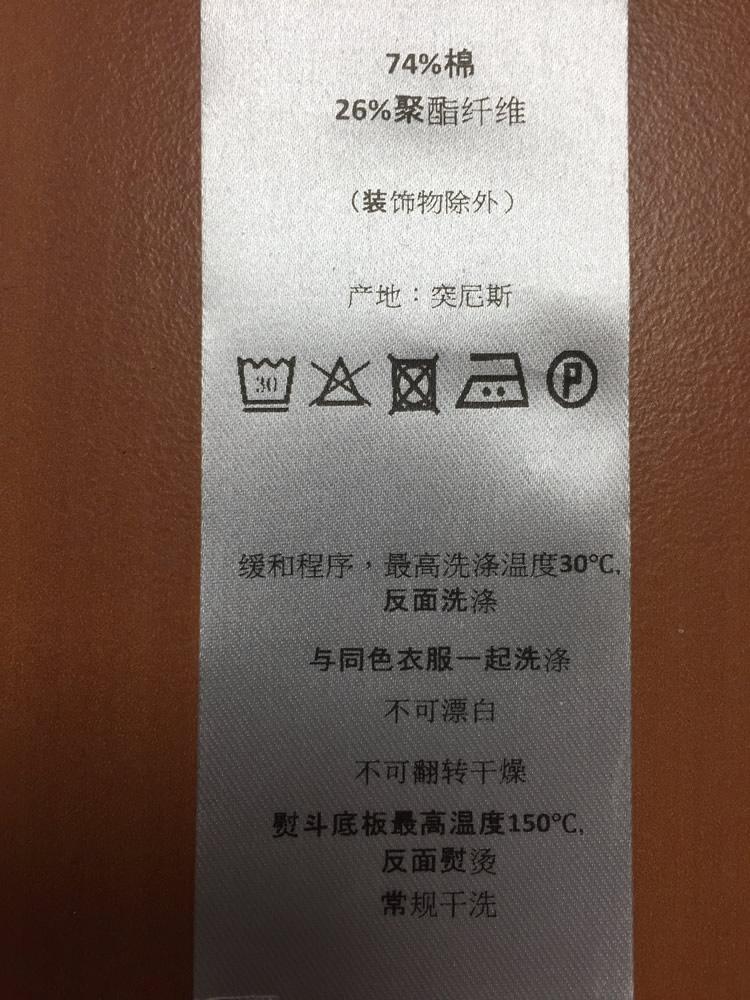 74%棉
26%聚酯纤维
（装饰物除外）
产地：突尼斯
30 P
缓和程序，最高洗涤温度30℃,
反面洗涤
与同色衣服一起洗涤
不可漂白
不可翻转干燥
熨斗底板最高温度150℃,
反面熨烫
常规干洗